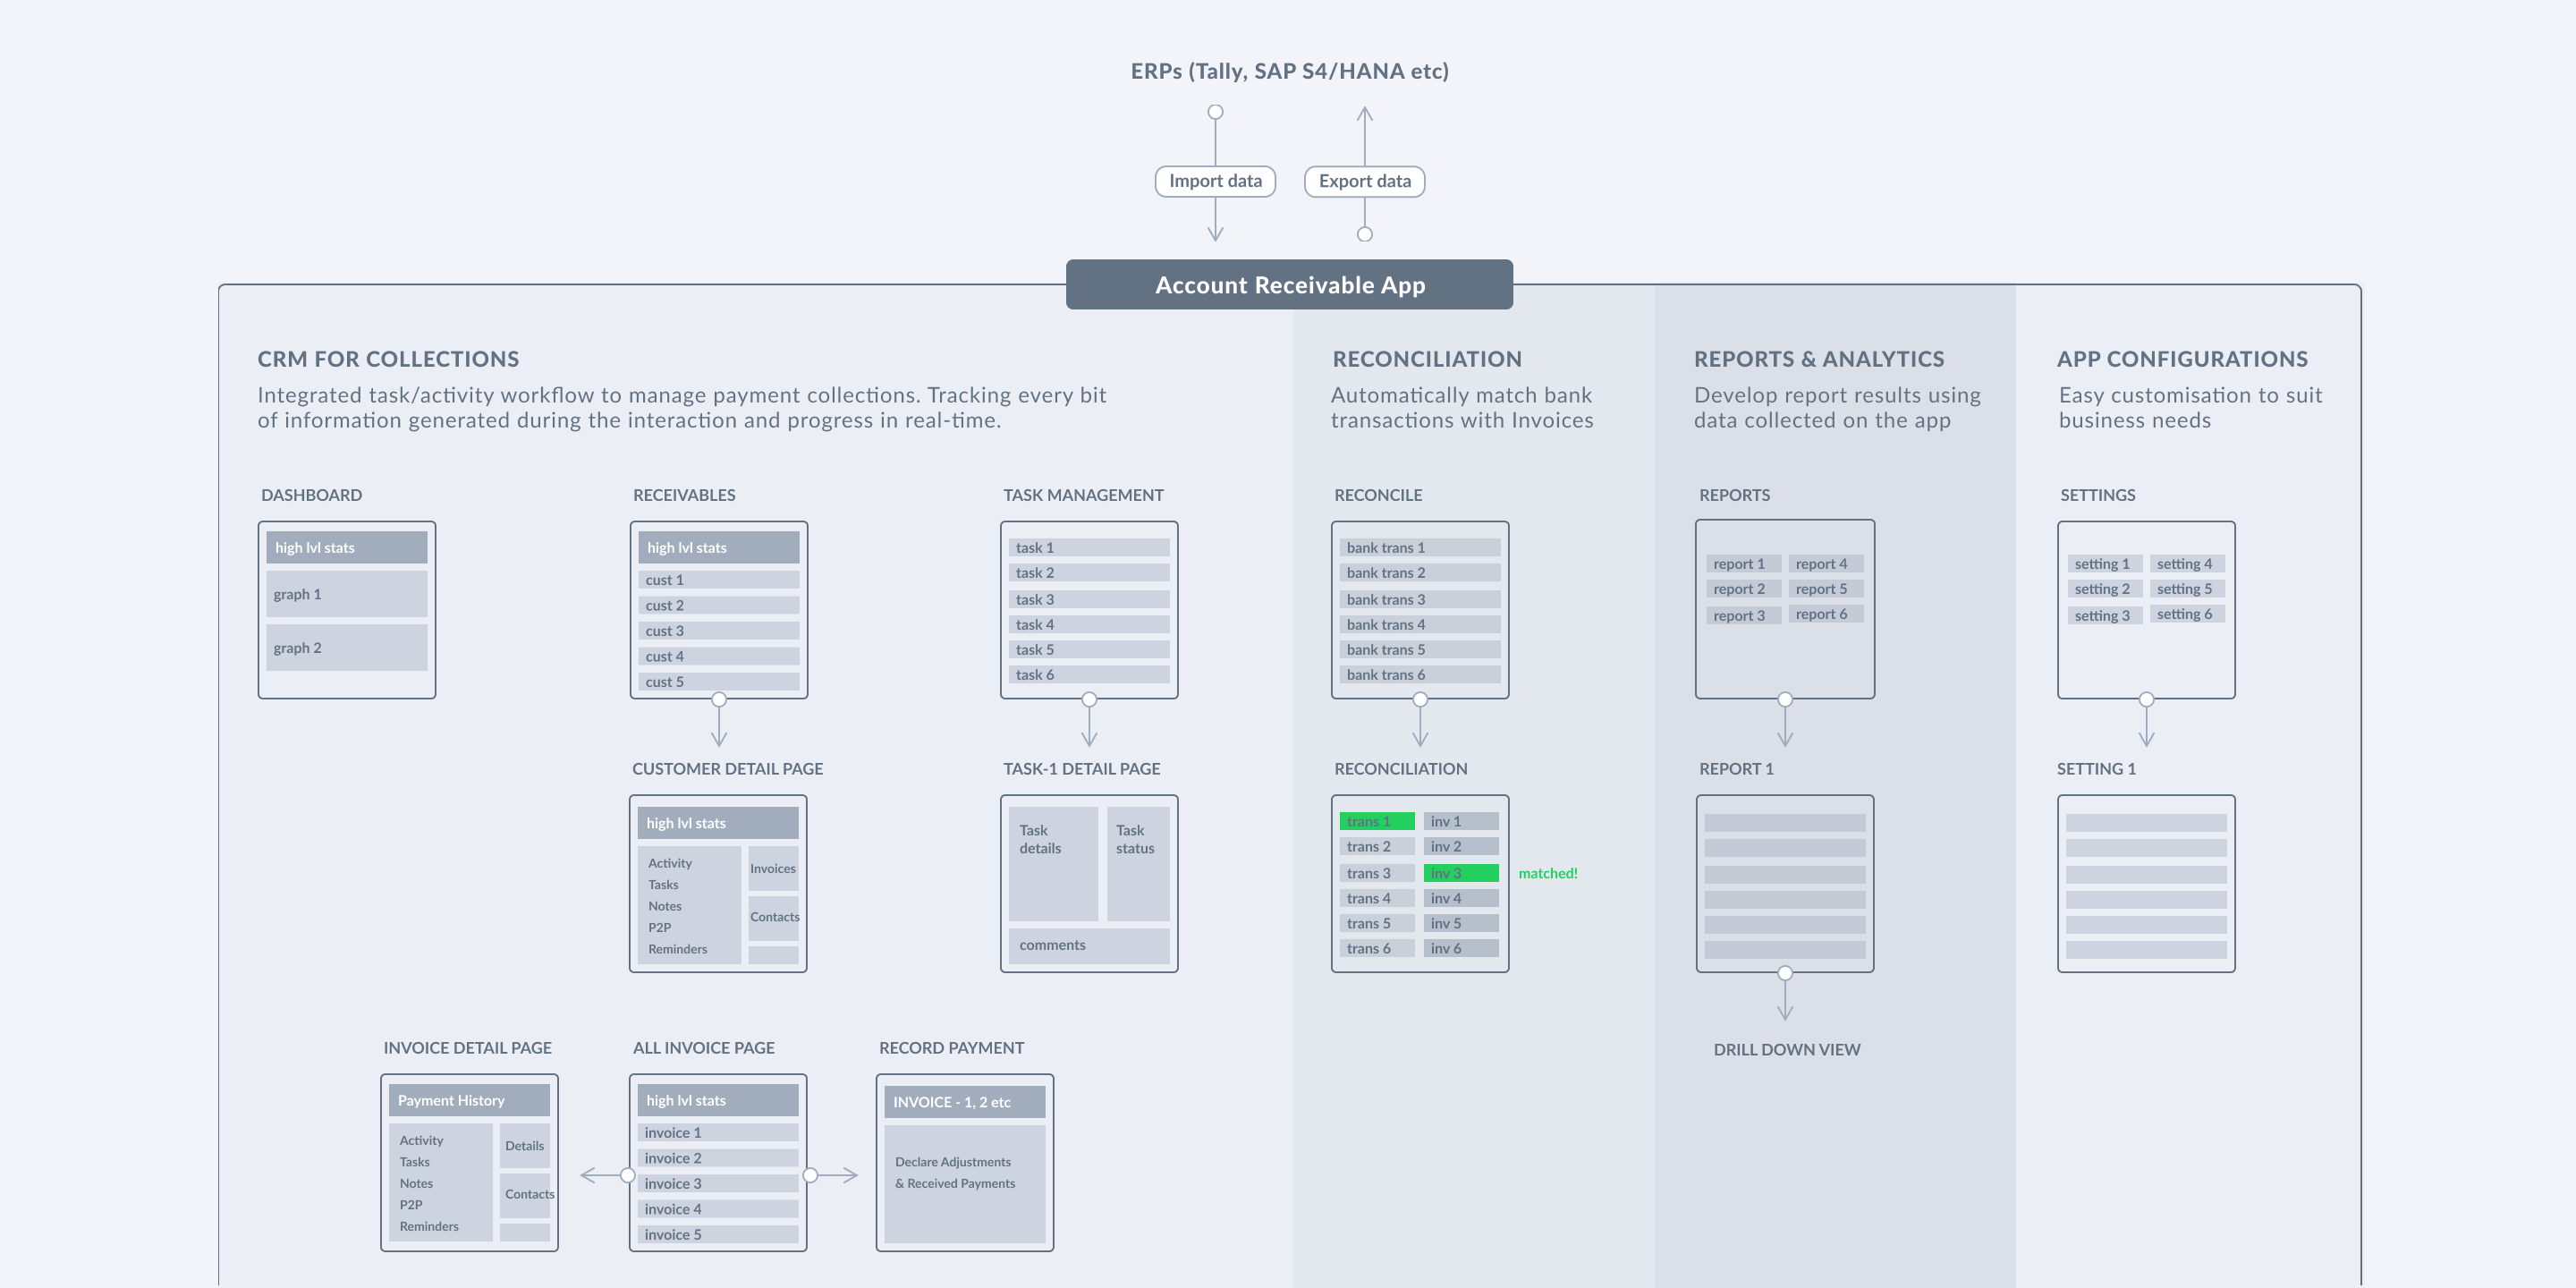 ERPs (Tally, SAP S4/HANA etc)
Import data
Export data
Account Receivable App
CRM FOR COLLECTIONS
Integrated task/activity workflow to manage payment collections. Tracking every bit
of information generated during the interaction and progress in real-time.
RECONCILIATION
Automatically match bank
transactions with Invoices
REPORTS & ANALYTICS
Develop report results using
data collected on the app
APP CONFIGURATIONS
Easy customisation to suit
business needs
DASHBOARD
high lvl stats
graph 1
graph 2
RECEIVABLES
high lvl stats
cust 1
cust 2
cust 3
cust 4
cust 5
TASK MANAGEMENT
task 1
task 2
task 3
task 4
task 5
task 6
RECONCILE
bank trans 1
bank trans 2
bank trans 3
bank trans 4
bank trans 5
bank trans 6
REPORTS
report 1
report 2
report 3
report 4
report 5
report 6
SETTINGS
setting 1
setting 2
setting 3
setting 4
setting 5
setting 6
CUSTOMER DETAIL PAGE
high lvl stats
Activity
Tasks
Notes
P2P
Reminders
Invoices
Contacts
TASK-1 DETAIL PAGE
Task
details
Task
status
comments
RECONCILIATION
trans 1
trans 2
trans 3
trans 4
trans 5
trans 6
inv 1
inv 2
inv 3
inv 4
inv 5
inv 6
matched!
REPORT 1
SETTING 1
DRILL DOWN VIEW
INVOICE DETAIL PAGE
Payment History
Activity
Tasks
Notes
P2P
Reminders
Details
Contacts
ALL INVOICE PAGE
high lvl stats
invoice 1
invoice 2
invoice 3
invoice 4
invoice 5
RECORD PAYMENT
INVOICE - 1, 2 etc
Declare Adjustments
& Received Payments